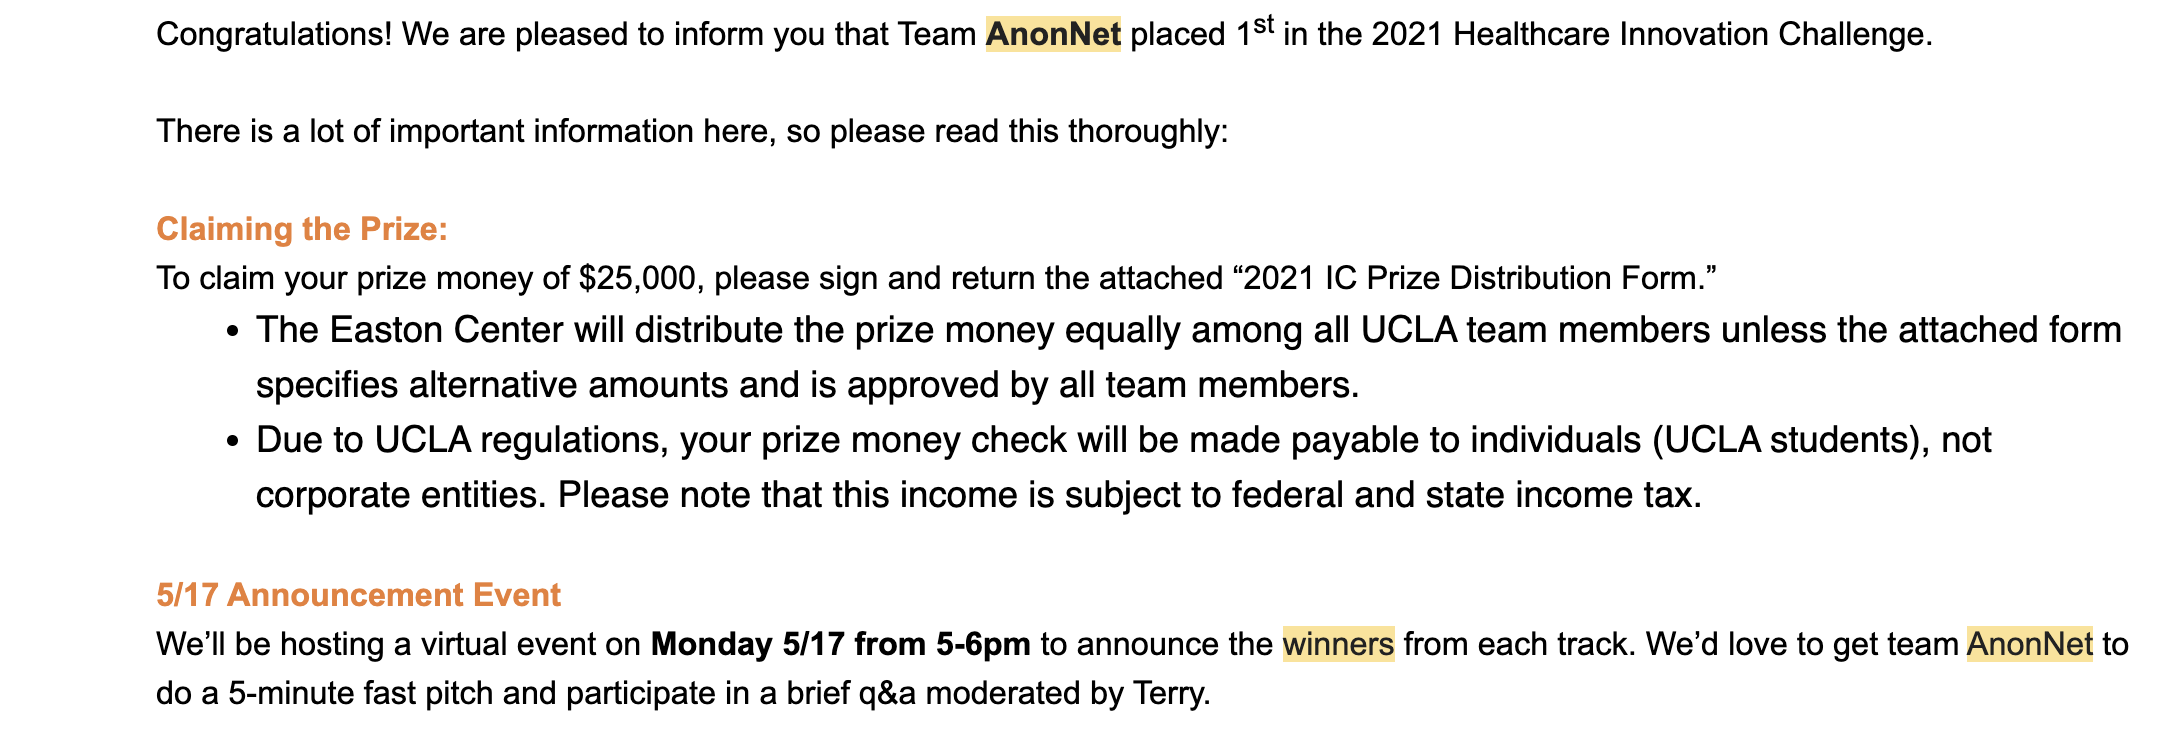 Congratulations! We are pleased to inform you that Team AnonNet placed 1st in the 2021 Healthcare Innovation Challenge.
There is a lot of important information here, so please read this thoroughly:
Claiming the Prize:
To claim your prize money of $25,000, please sign and return the attached “2021 IC Prize Distribution Form.”
• The Easton Center will distribute the prize money equally among all UCLA team members unless the attached form
specifies alternative amounts and is approved by all team members.
• Due to UCLA regulations, your prize money check will be made payable to individuals (UCLA students), not
corporate entities. Please note that this income is subject to federal and state income tax.
5/17 Announcement Event
We’ll be hosting a virtual event on Monday 5/17 from 5-6pm to announce the winners from each track. We’d love to get team AnonNet to
do a 5-minute fast pitch and participate in a brief q&a moderated by Terry.